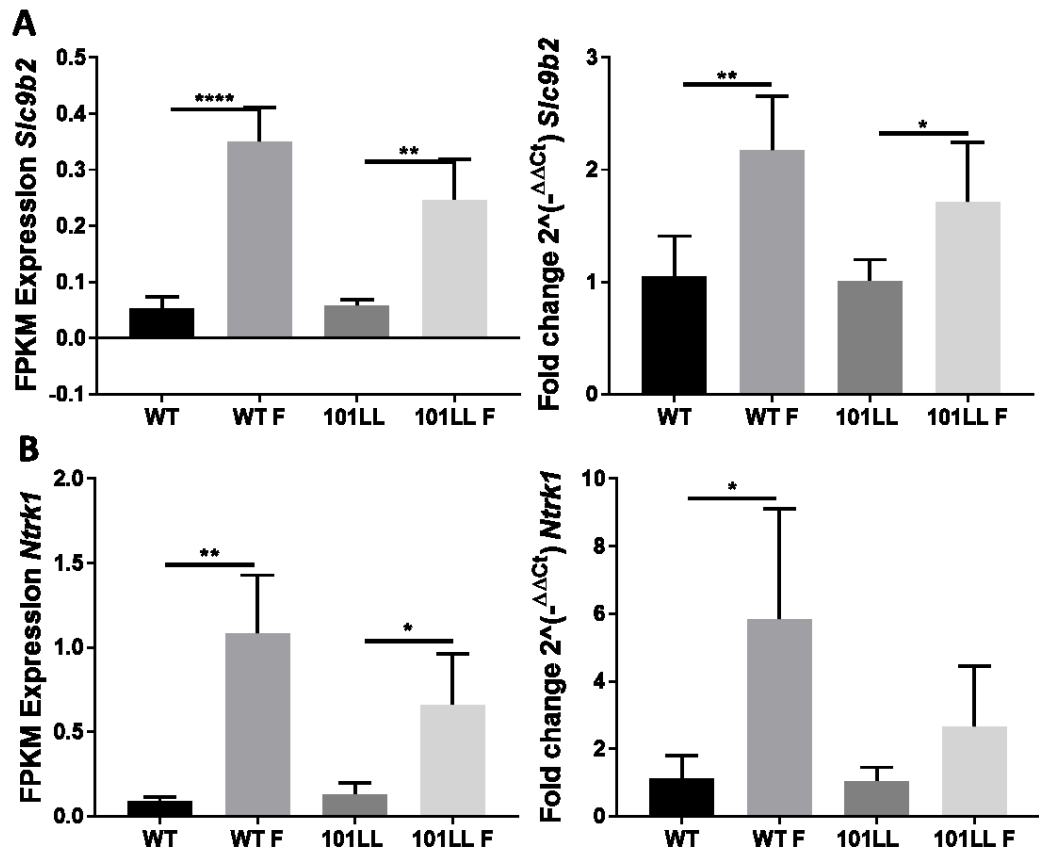 A
FPKM Expression Slc9b2
0.5
0.4
0.3
0.2
0.1
0.0
-0.1
****
**
WT
WT F
101LL
101LL F
Fold change 2^(-ΔΔCt) Slc9b2
3
2
1
0
**
*
WT
WT F
101LL
101LL F
B
FPKM Expression Ntrk1
2.0
1.5
1.0
0.5
0.0
**
*
WT
WT F
101LL
101LL F
Fold change 2^(-ΔΔCt) Ntrk1
10
8
6
4
2
0
*
WT
WT F
101LL
101LL F